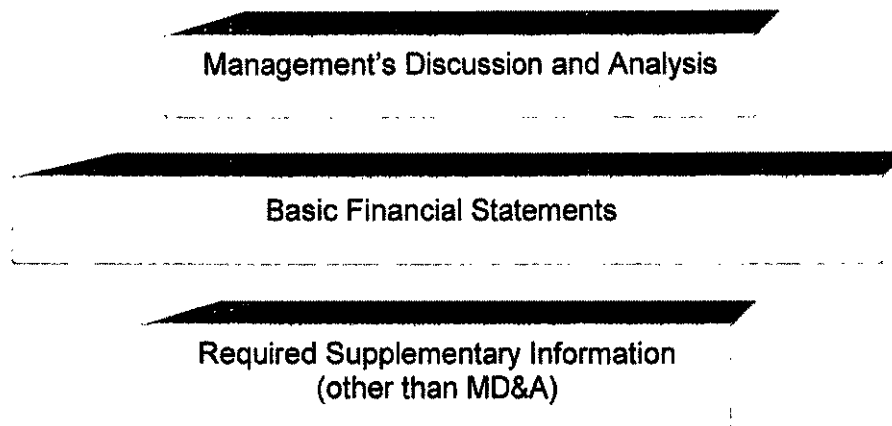 Management's Discussion and Analysis
Basic Financial Statements
Required Supplementary Information
(other than MD&A)